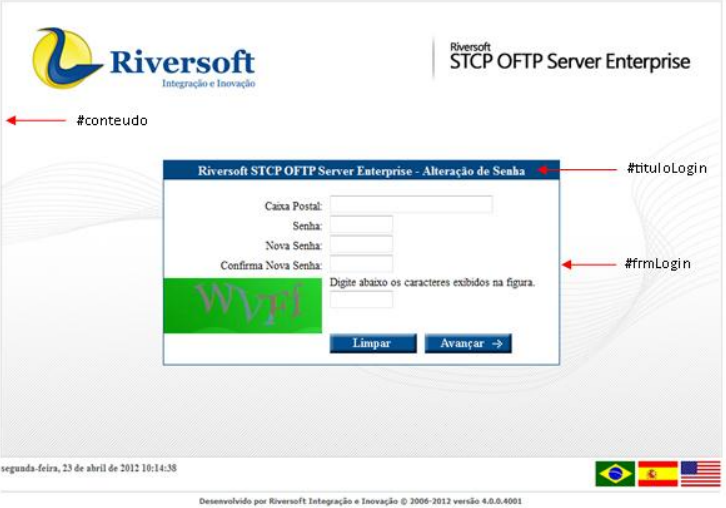 Riversoft
Integração e Inovação
Riversoft
STCP OFTP Server Enterprise
#conteudo
Riversoft STCP OFTP Server Enterprise - Alteração de Senha
#tituloLogin
Caixa Postal:
Senha:
Nova Senha:
Confirma Nova Senha:
#frmLogin
Digite abaixo os caracteres exibidos na figura.
Limpar
Avançar
segunda-feira, 23 de abril de 2012 10:14:38
Desenvolvido por Riversoft Integração e Inovação © 2006-2012 versão 4.0.0.4001